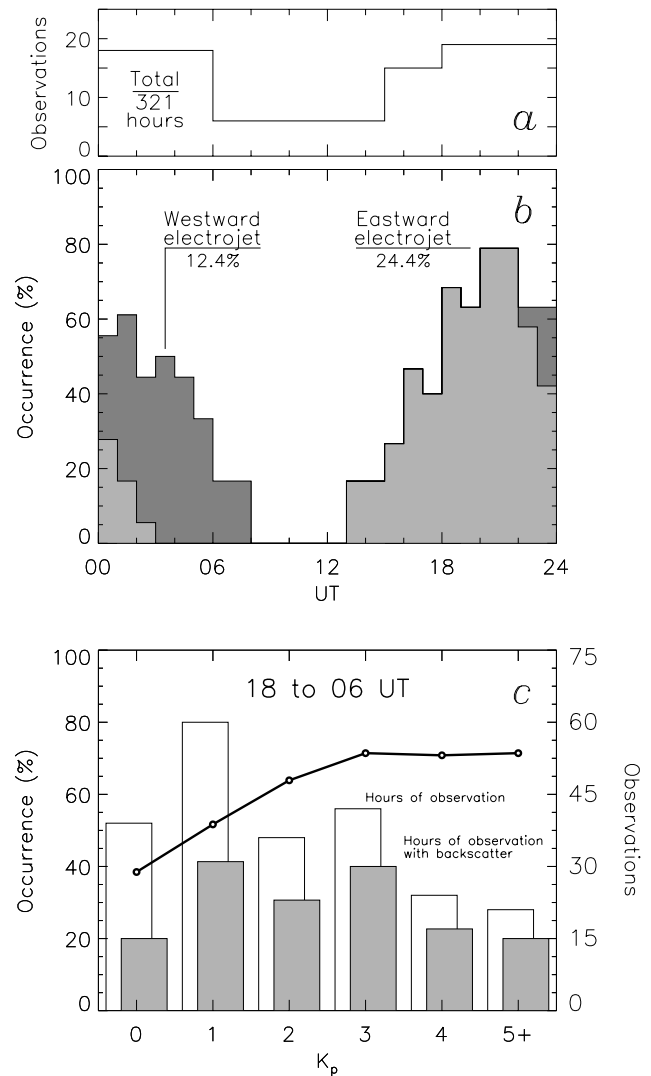 20
10
0
Observations
Total
321
hours
a
100
80
60
40
20
0
Occurrence (%)
Westward
electrojet
12.4%
Eastward
electrojet
24.4%
b
00 06 12 18 24
UT
100
80
60
40
20
0
Occurrence (%)
18 to 06 UT
c
75
60
45
30
15
0
Observations
Hours of observation
Hours of observation
with backscatter
0 1 2 3 4 5+
Kp